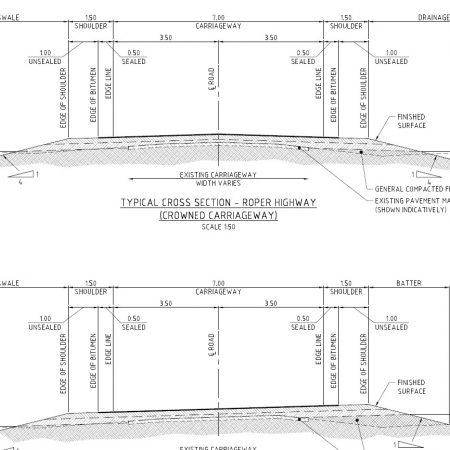 SWALE 1.50 7.00 1.50 DRAINAGE
SHOULDER CARRIAGEWAY SHOULDER
1.00 0.50 3.50 3.50 0.50 1.00
UNSEALED SEALED SEALED UNSEALED
EDGE OF SHOULDER
EDGE OF BITUMEN
EDGE LINE
℄ ROAD
EDGE LINE
EDGE OF BITUMEN
EDGE OF SHOULDER
FINISHED
SURFACE
1
4
1
4
EXISTING CARRIAGEWAY
WIDTH VARIES
GENERAL COMPACTED F
EXISTING PAVEMENT MA
(SHOWN INDICATIVELY)
TYPICAL CROSS SECTION - ROPER HIGHWAY
(CROWNED CARRIAGEWAY)
SCALE 1:50
SWALE 1.50 7.00 1.50 BATTER
SHOULDER CARRIAGEWAY SHOULDER
1.00 0.50 3.50 3.50 0.50 1.00
UNSEALED SEALED SEALED UNSEALED
EDGE OF SHOULDER
EDGE OF BITUMEN
EDGE LINE
℄ ROAD
EDGE LINE
EDGE OF BITUMEN
EDGE OF SHOULDER
FINISHED
SURFACE
1
EXISTING CARRIAGEWAY